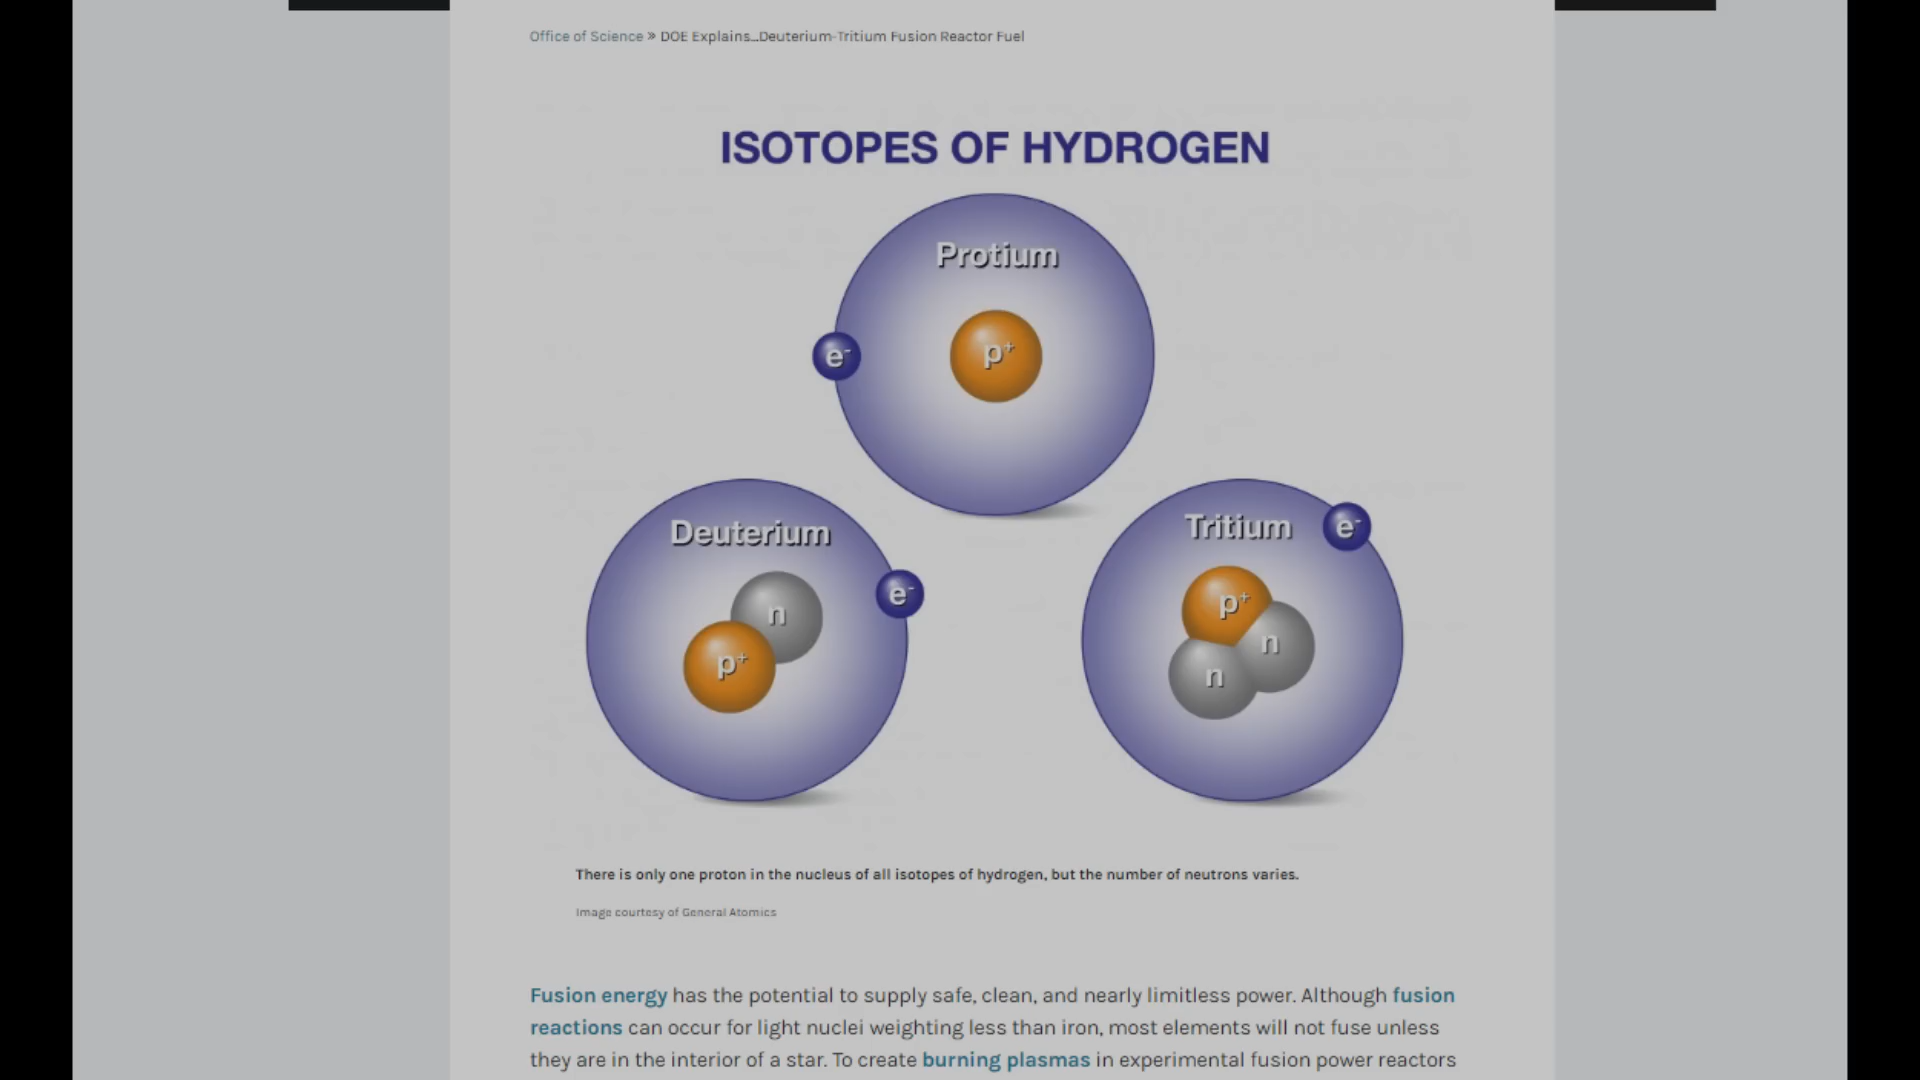 Office of Science » DOE Explains...Deuterium-Tritium Fusion Reactor Fuel
ISOTOPES OF HYDROGEN
Protium
e-
p+
Deuterium
e-
n
p+
Tritium
e-
p+
n
n
There is only one proton in the nucleus of all isotopes of hydrogen, but the number of neutrons varies.
Image courtesy of General Atomics
Fusion energy has the potential to supply safe, clean, and nearly limitless power. Although fusion
reactions can occur for light nuclei weighting less than iron, most elements will not fuse unless
they are in the interior of a star. To create burning plasmas in experimental fusion power reactors